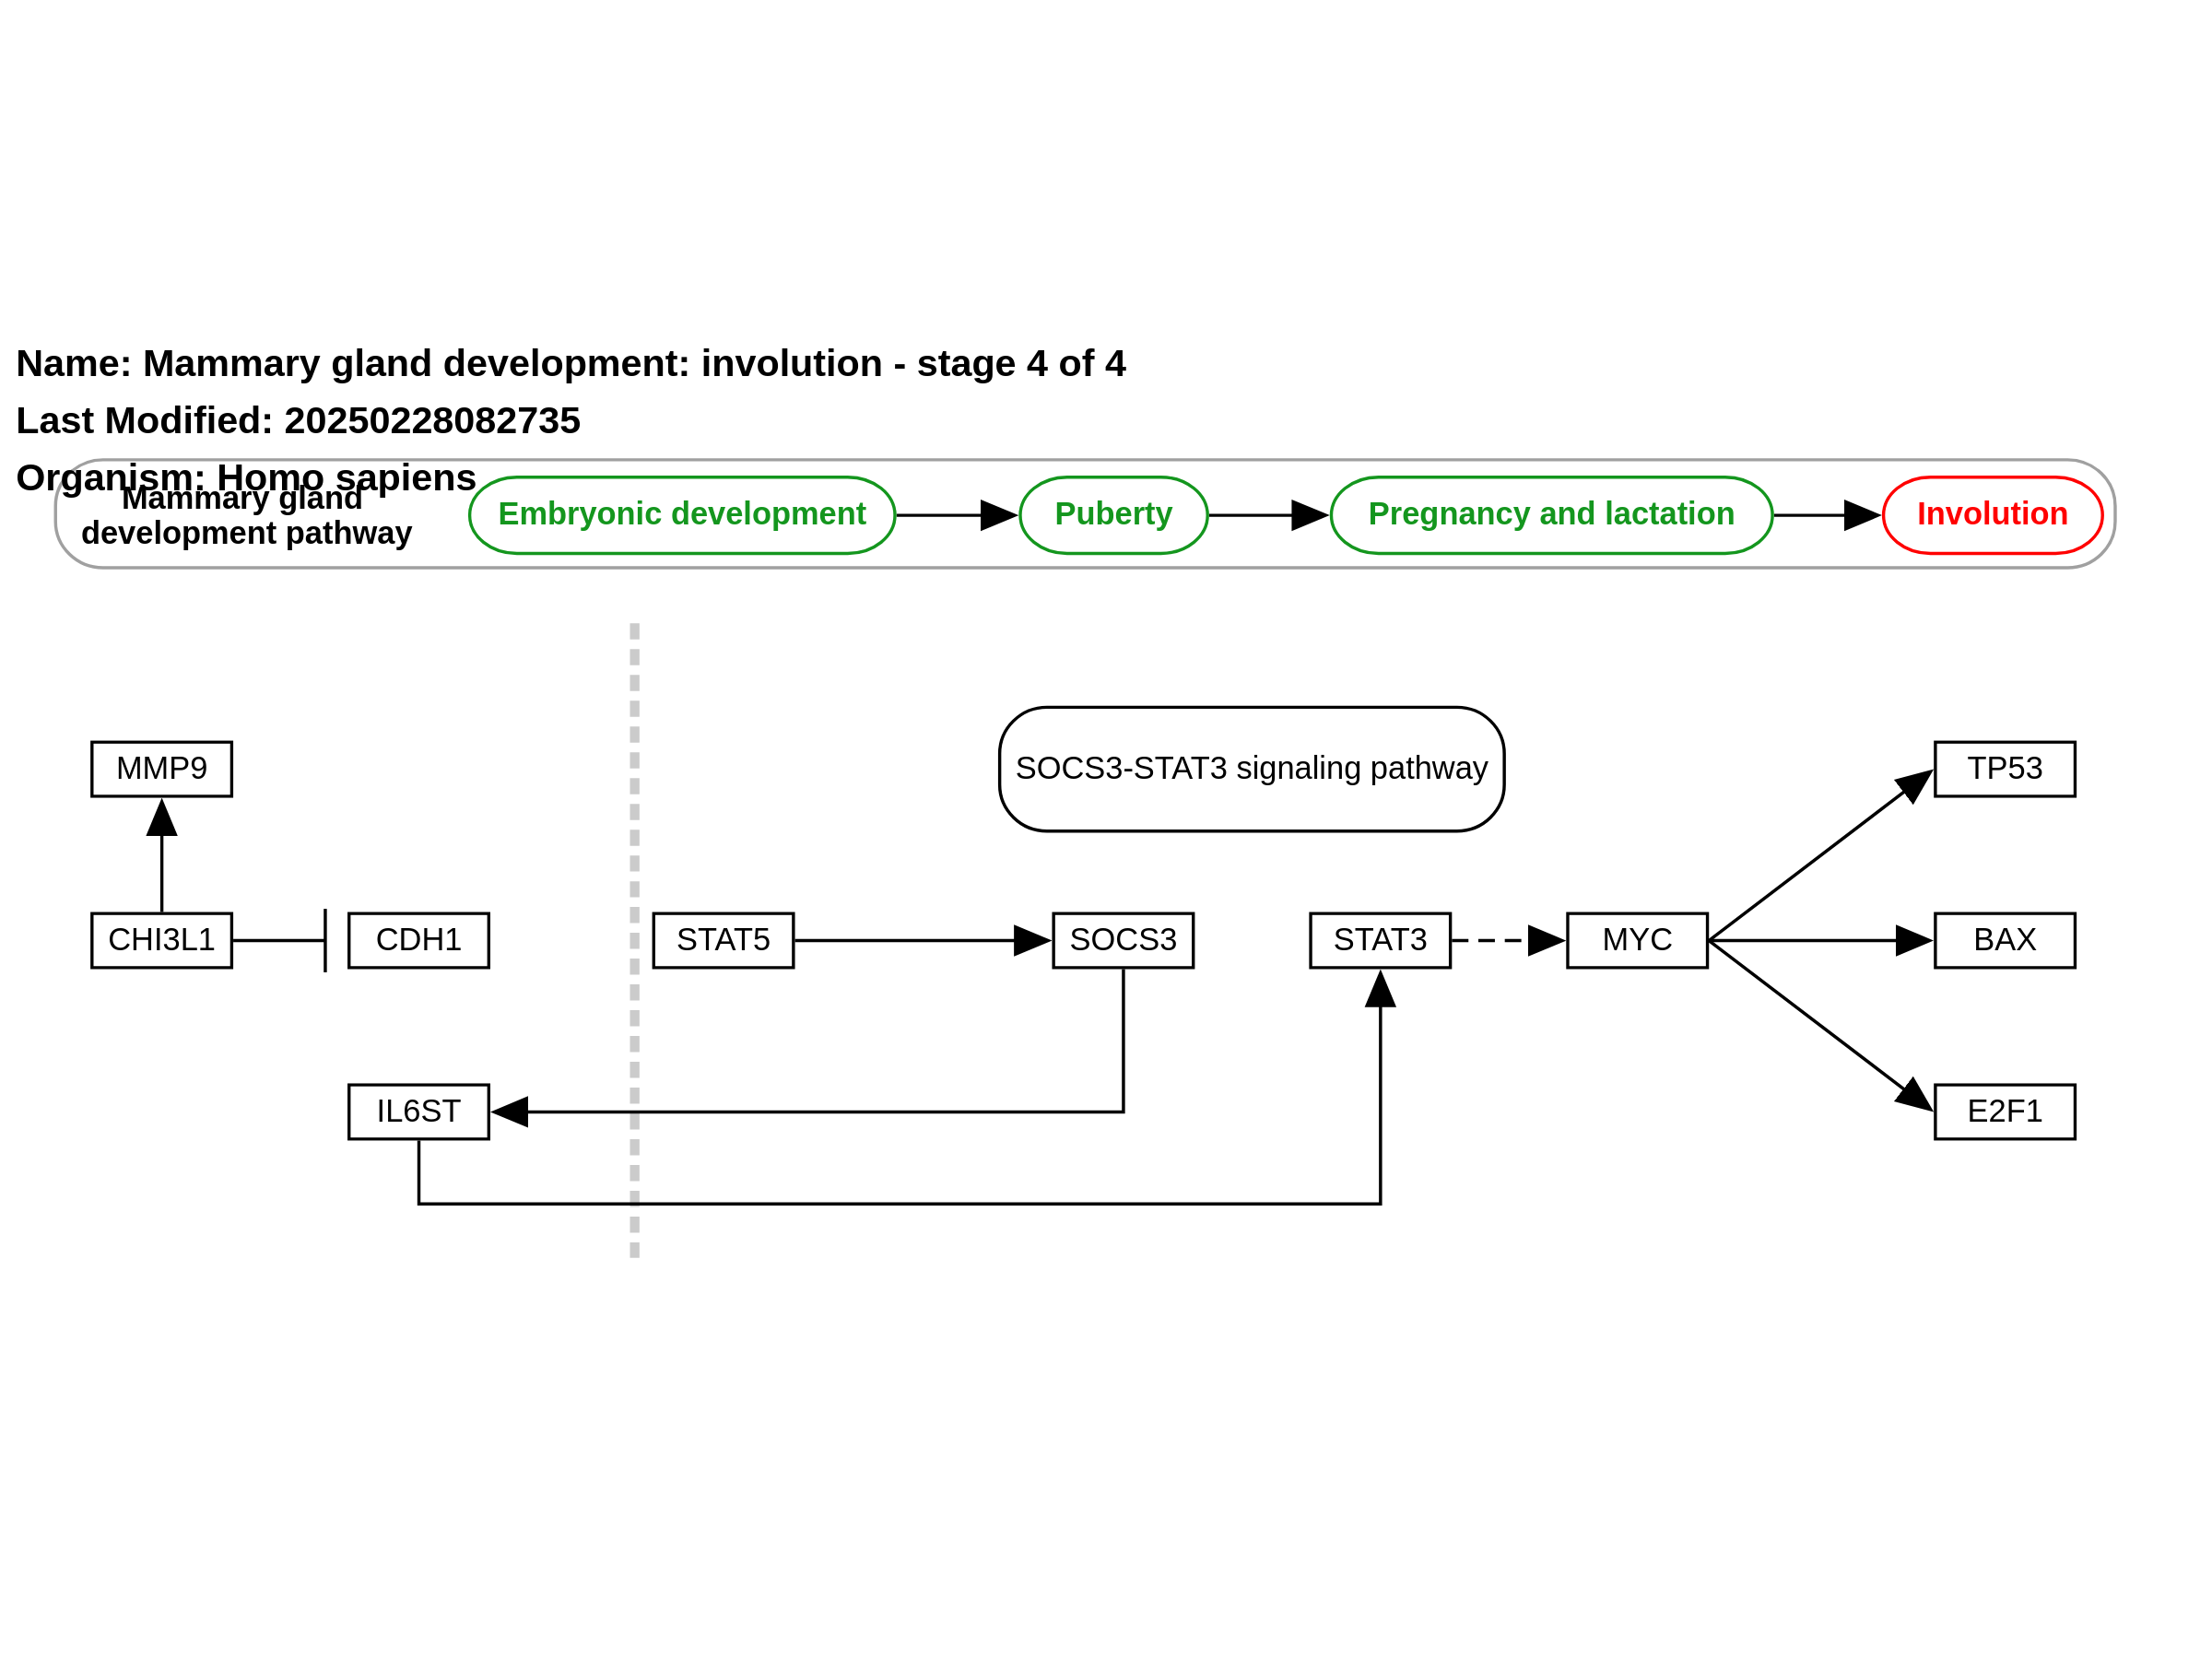 Name: Mammary gland development: involution - stage 4 of 4
Last Modified: 20250228082735
Organism: Homo sapiens
Mammary gland
development pathway
Embryonic development
Puberty
Pregnancy and lactation
Involution
SOCS3-STAT3 signaling pathway
MMP9
TP53
CHI3L1
CDH1
STAT5
SOCS3
STAT3
MYC
BAX
IL6ST
E2F1